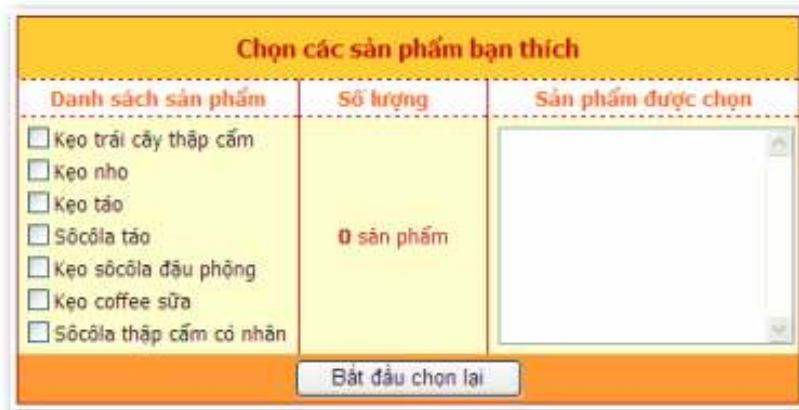 Chọn các sản phẩm bạn thích
Danh sách sản phẩm
Số lượng
Sản phẩm được chọn
Kẹo trái cây thập cẩm
Kẹo nho
Kẹo táo
Sôcôla táo
Kẹo sôcôla đậu phộng
Kẹo coffee sữa
Sôcôla thập cẩm có nhân
0 sản phẩm
Bắt đầu chọn lại